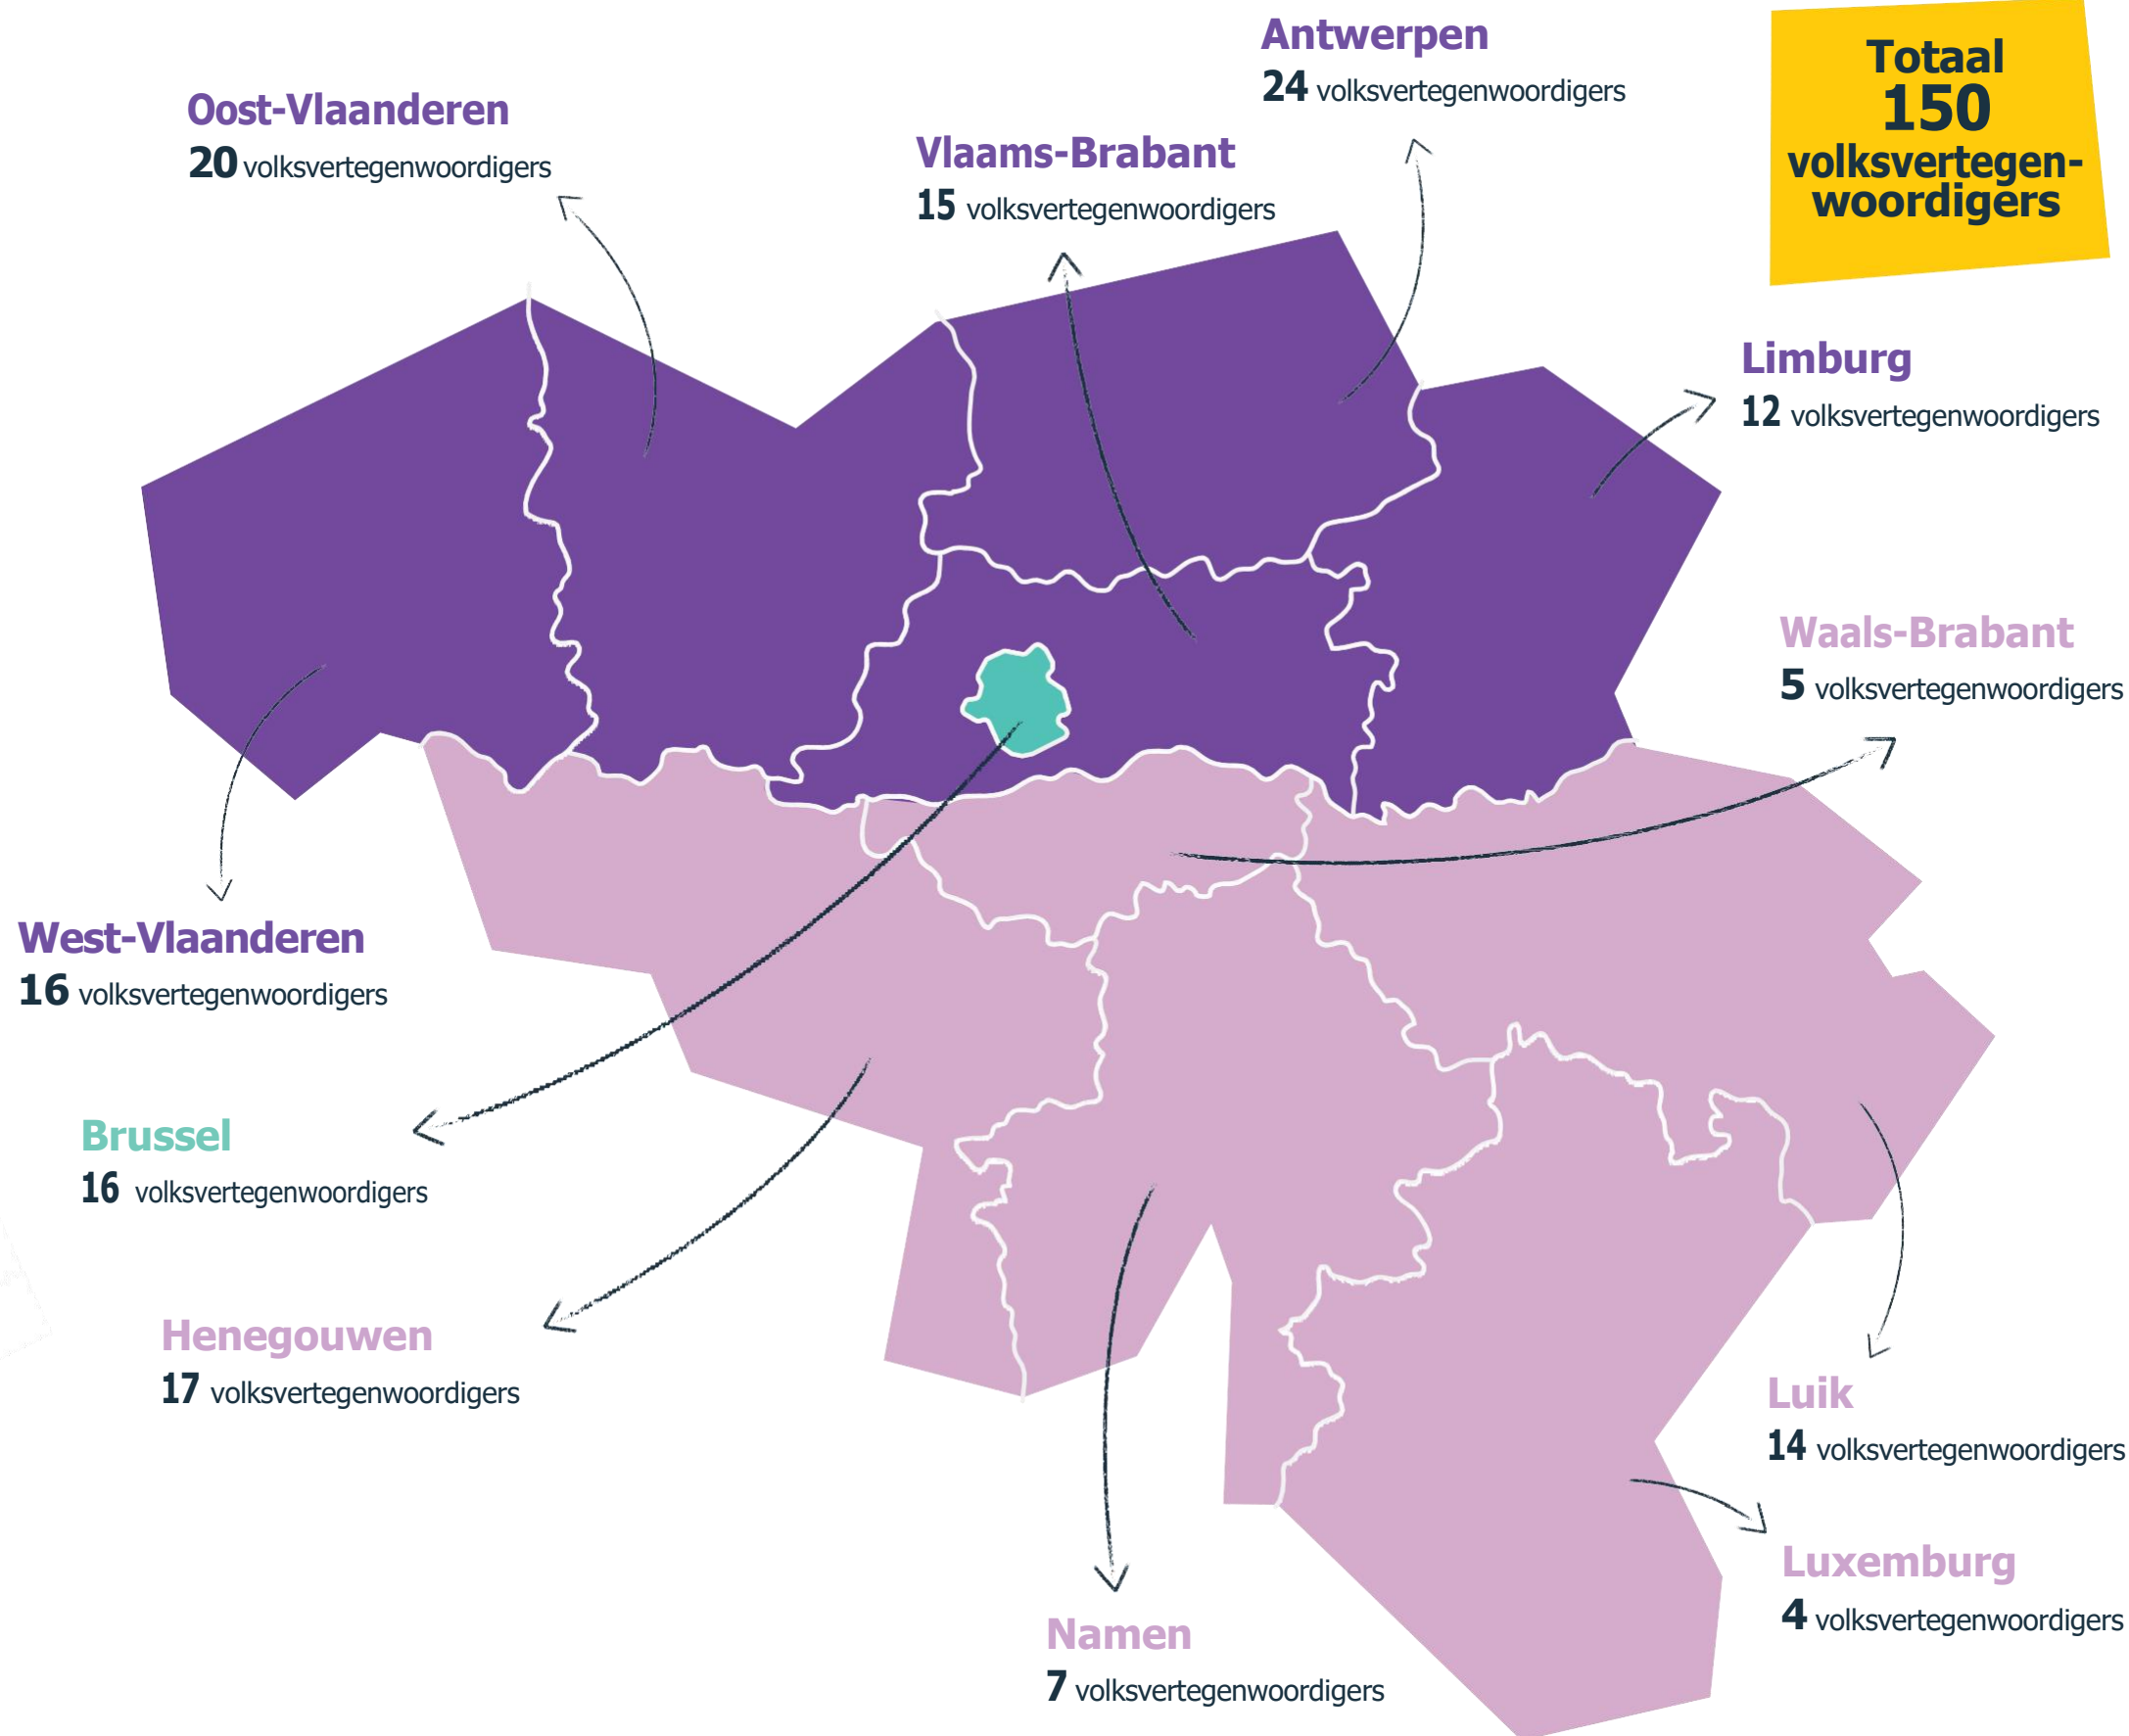 Antwerpen
24 volksvertegenwoordigers
Totaal
150
volksvertegen-
woordigers
Oost-Vlaanderen
20 volksvertegenwoordigers
Vlaams-Brabant
15 volksvertegenwoordigers
Limburg
12 volksvertegenwoordigers
Waals-Brabant
5 volksvertegenwoordigers
West-Vlaanderen
16 volksvertegenwoordigers
Brussel
16 volksvertegenwoordigers
Henegouwen
17 volksvertegenwoordigers
Luik
14 volksvertegenwoordigers
Luxemburg
4 volksvertegenwoordigers
Namen
7 volksvertegenwoordigers